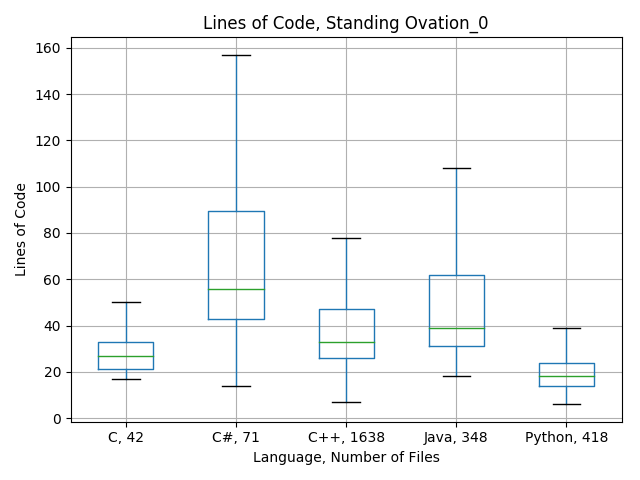 Lines of Code, Standing Ovation_0
160
140
120
100
80
60
40
20
0
Lines of Code
C, 42
C#, 71
C++, 1638
Java, 348
Python, 418
Language, Number of Files